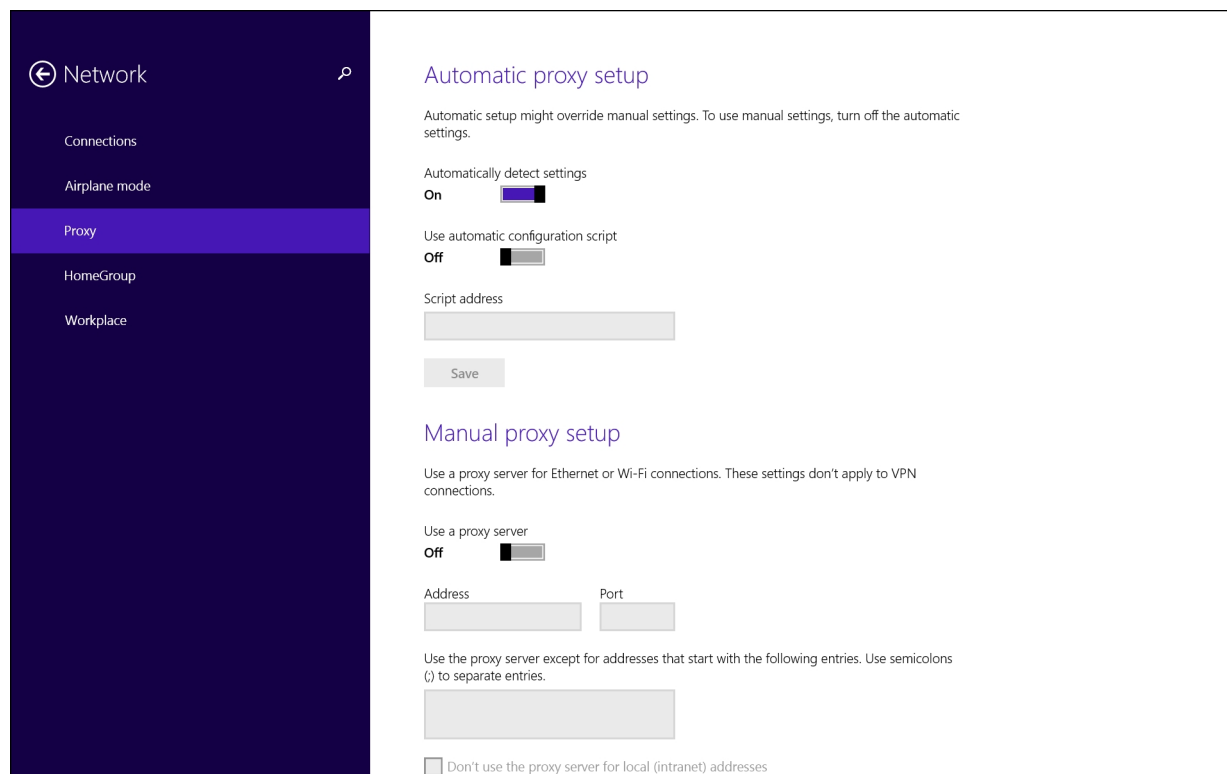 Network
Connections
Airplane mode
Proxy
HomeGroup
Workplace
Automatic proxy setup
Automatic setup might override manual settings. To use manual settings, turn off the automatic
settings.
Automatically detect settings
On
Use automatic configuration script
Off
Script address
Save
Manual proxy setup
Use a proxy server for Ethernet or Wi-Fi connections. These settings don't apply to VPN
connections.
Use a proxy server
Off
Address Port
Use the proxy server except for addresses that start with the following entries. Use semicolons
(;) to separate entries.
Don't use the proxy server for local (intranet) addresses